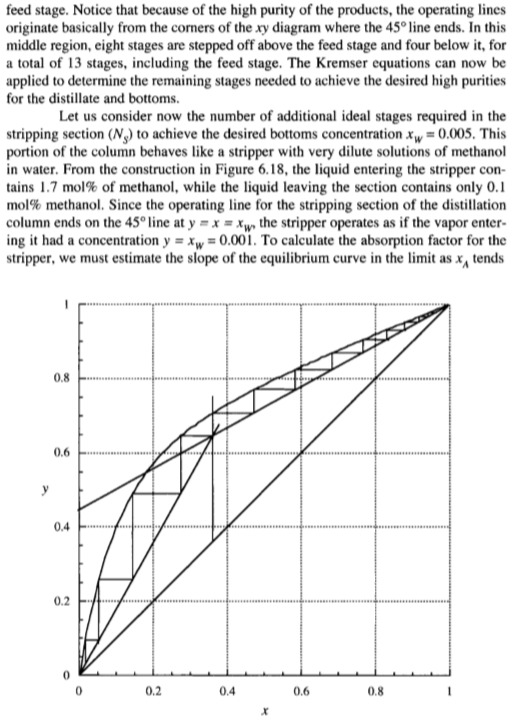 feed stage. Notice that because of the high purity of the products, the operating lines
originate basically from the corners of the xy diagram where the 45° line ends. In this
middle region, eight stages are stepped off above the feed stage and four below it, for
a total of 13 stages, including the feed stage. The Kremser equations can now be
applied to determine the remaining stages needed to achieve the desired high purities
for the distillate and bottoms.
Let us consider now the number of additional ideal stages required in the
stripping section (Ns) to achieve the desired bottoms concentration xw = 0.005. This
portion of the column behaves like a stripper with very dilute solutions of methanol
in water. From the construction in Figure 6.18, the liquid entering the stripper con-
tains 1.7 mol% of methanol, while the liquid leaving the section contains only 0.1
mol% methanol. Since the operating line for the stripping section of the distillation
column ends on the 45° line at y = x = xw, the stripper operates as if the vapor enter-
ing it had a concentration y = xw = 0.001. To calculate the absorption factor for the
stripper, we must estimate the slope of the equilibrium curve in the limit as xA tends
1
0.8
0.6
y
0.4
0.2
0
0 0.2 0.4 0.6 0.8 1
x